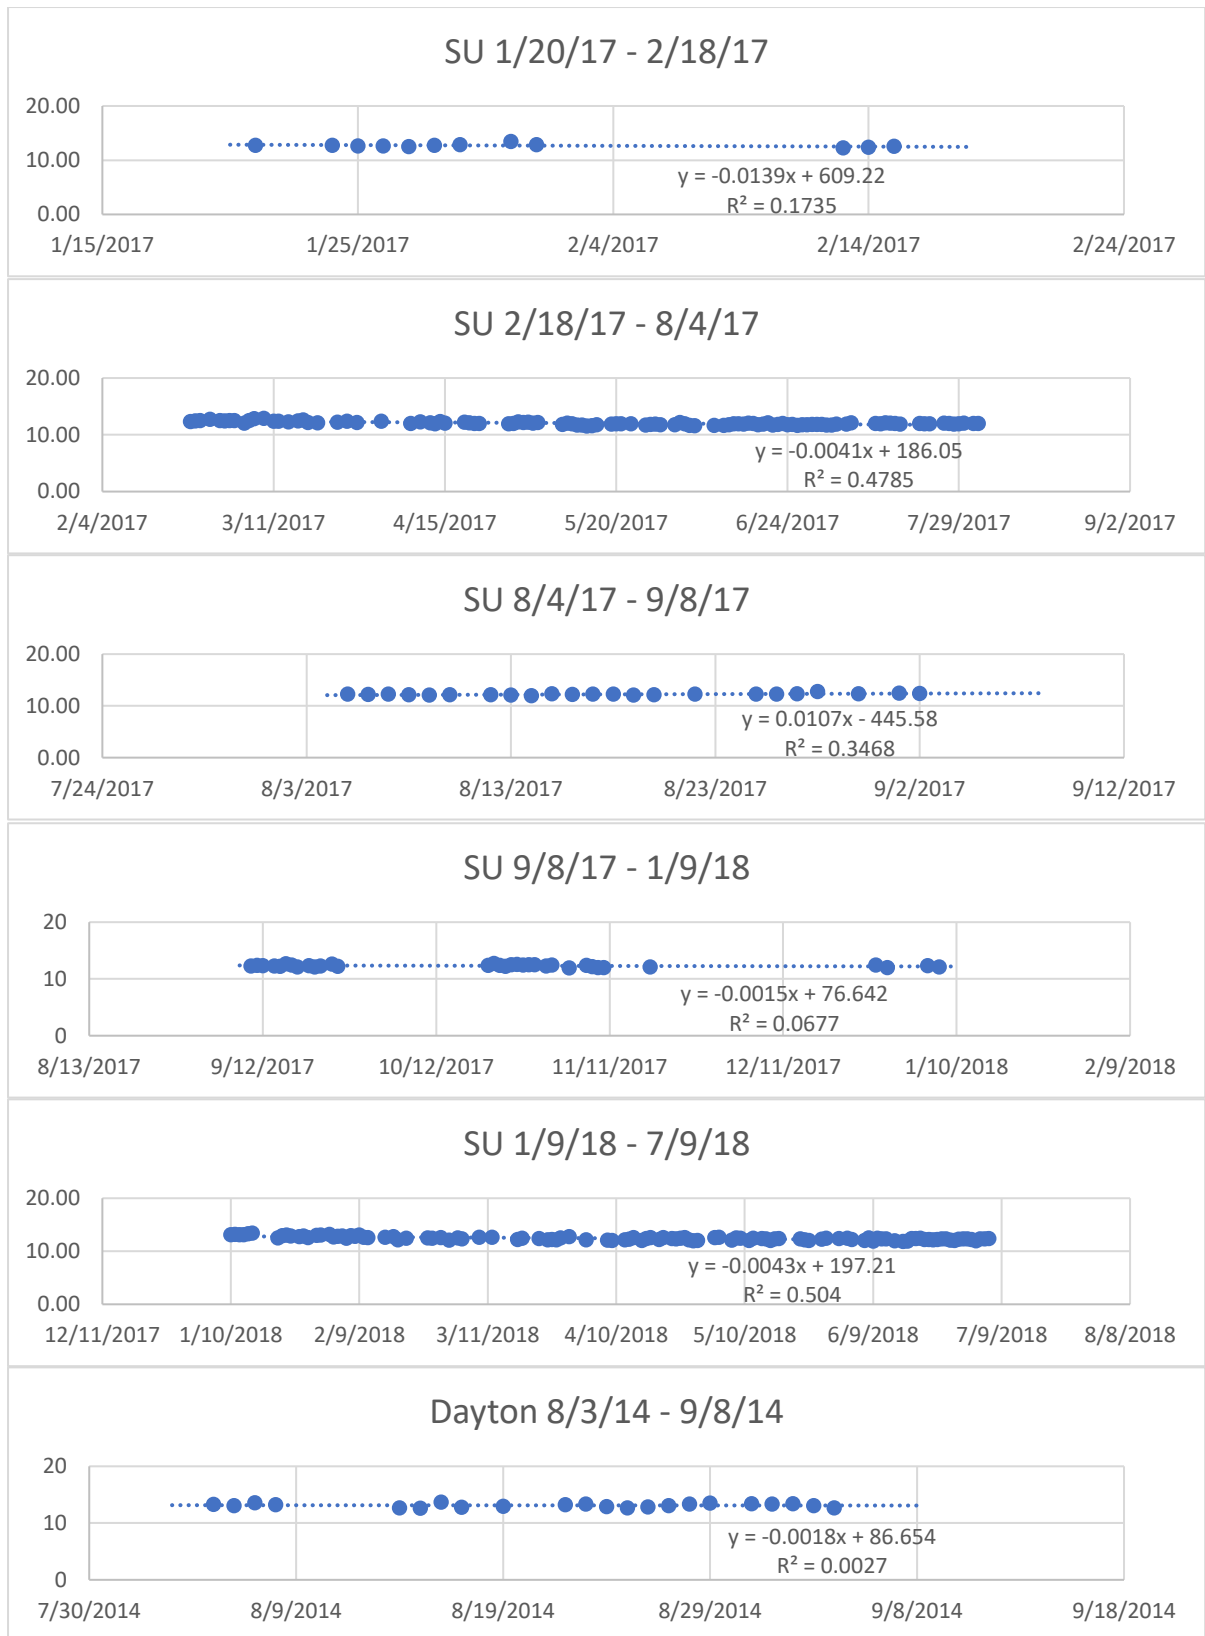 SU 1/20/17 - 2/18/17
20.00
10.00
y = -0.0139x + 609.22
R² = 0.1735
0.00
1/15/2017 1/25/2017 2/4/2017 2/14/2017 2/24/2017
SU 2/18/17 - 8/4/17
20.00
10.00
y = -0.0041x + 186.05
R² = 0.4785
0.00
2/4/2017 3/11/2017 4/15/2017 5/20/2017 6/24/2017 7/29/2017 9/2/2017
SU 8/4/17 - 9/8/17
20.00
10.00
y = 0.0107x - 445.58
R² = 0.3468
0.00
7/24/2017 8/3/2017 8/13/2017 8/23/2017 9/2/2017 9/12/2017
SU 9/8/17 - 1/9/18
20
10
y = -0.0015x + 76.642
R² = 0.0677
0
8/13/2017 9/12/2017 10/12/2017 11/11/2017 12/11/2017 1/10/2018 2/9/2018
SU 1/9/18 - 7/9/18
20.00
10.00
y = -0.0043x + 197.21
R² = 0.504
0.00
12/11/2017 1/10/2018 2/9/2018 3/11/2018 4/10/2018 5/10/2018 6/9/2018 7/9/2018 8/8/2018
Dayton 8/3/14 - 9/8/14
20
10
y = -0.0018x + 86.654
R² = 0.0027
0
7/30/2014 8/9/2014 8/19/2014 8/29/2014 9/8/2014 9/18/2014